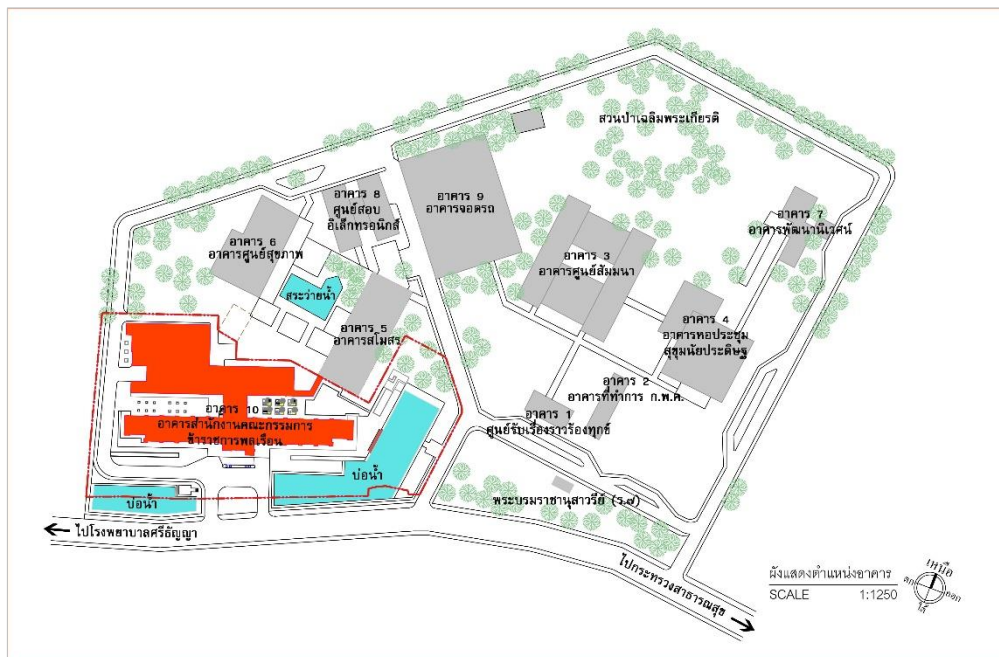 สวนป่าเฉลิมพระเกียรติ
อาคาร 8
ศูนย์สอบ
อิเล็กทรอนิกส์
อาคาร 9
อาคารจอดรถ
อาคาร 7
อาคารพัฒนานิเวศน์
อาคาร 6
อาคารศูนย์สุขภาพ
อาคาร 3
อาคารศูนย์สัมมนา
สระว่ายน้ำ
อาคาร 5
อาคารสโมสร
อาคาร 4
อาคารหอประชุม
สุขุมนัยประดิษฐ
อาคาร 2
อาคารที่ทำการ ก.พ.ค.
อาคาร 10
อาคารสำนักงานคณะกรรมการ
ข้าราชการพลเรือน
อาคาร 1
ศูนย์รับเรื่องราวร้องทุกข์
บ่อน้ำ
บ่อน้ำ
พระบรมราชานุสาวรีย์ (ร.๗)
ไปโรงพยาบาลศรีธัญญา
ไปกระทรวงสาธารณสุข
ผังแสดงตำแหน่งอาคาร
SCALE 1:1250
เหนือ
ตก
ออก
ใต้